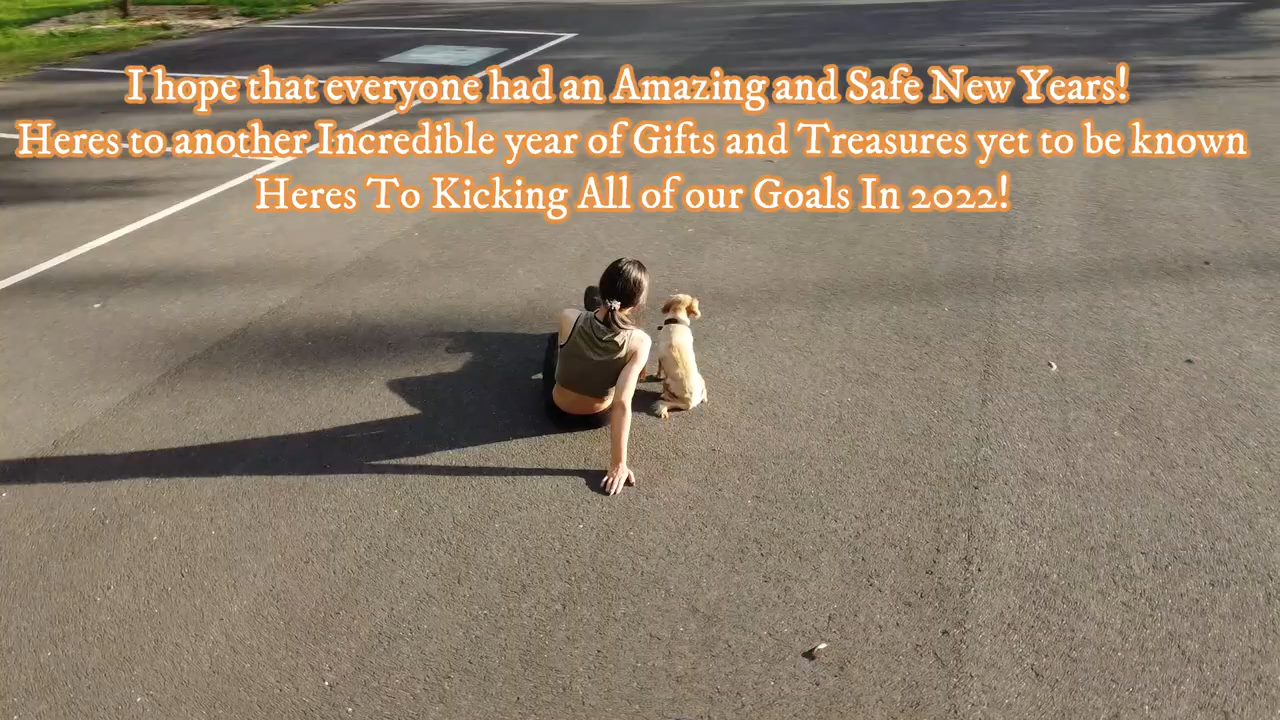 I hope that everyone had an Amazing and Safe New Years!
Heres to another Incredible year of Gifts and Treasures yet to be known
Heres To Kicking All of our Goals In 2022!